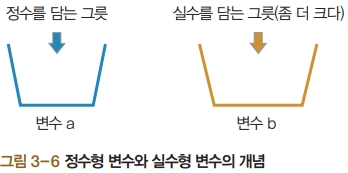 정수를 담는 그릇
실수를 담는 그릇(좀 더 크다)
변수 a
변수 b
그림 3-6 정수형 변수와 실수형 변수의 개념